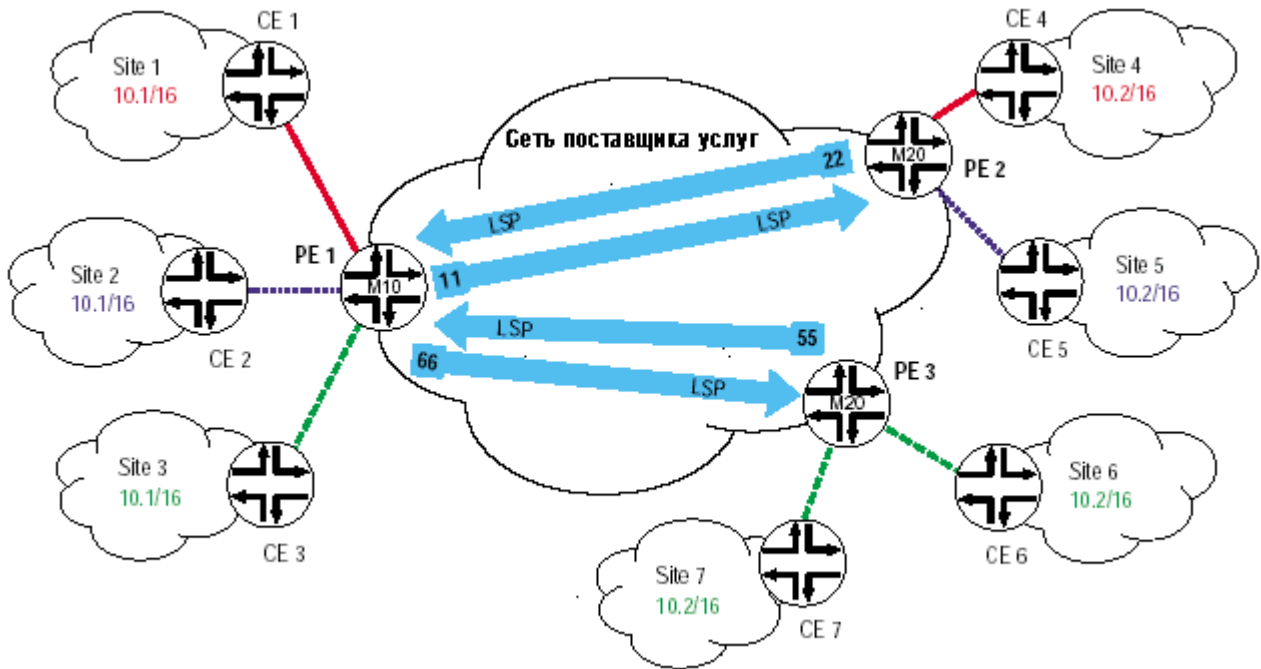 CE 1
Site 1
10.1/16
CE 4
Site 4
10.2/16
Сеть поставщика услуг
M20
PE 2
22
LSP
LSP
11
PE 1
M10
Site 2
10.1/16
CE 2
Site 5
10.2/16
CE 5
LSP
55
66
LSP
PE 3
M20
Site 3
10.1/16
CE 3
Site 6
10.2/16
CE 6
Site 7
10.2/16
CE 7